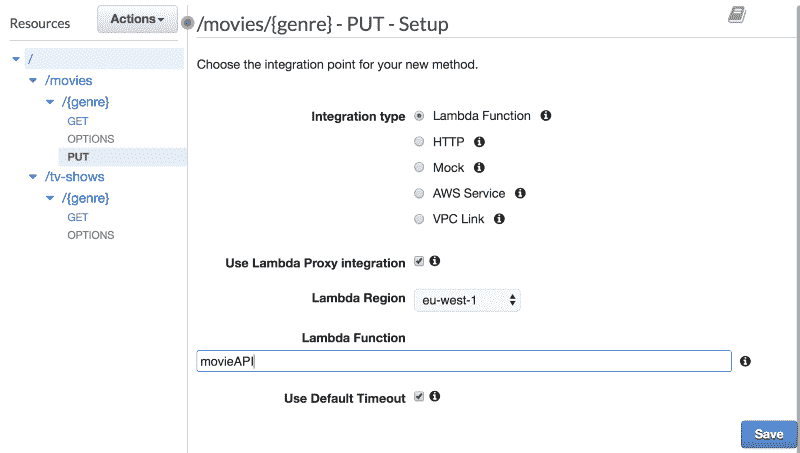 Resources
Actions
/movies/{genre} - PUT - Setup
/
/movies
/{genre}
GET
OPTIONS
PUT
/tv-shows
/{genre}
GET
OPTIONS
Choose the integration point for your new method.
Integration type
Lambda Function
HTTP
Mock
AWS Service
VPC Link
Use Lambda Proxy integration
Lambda Region
eu-west-1
Lambda Function
movieAPI
Use Default Timeout
Save